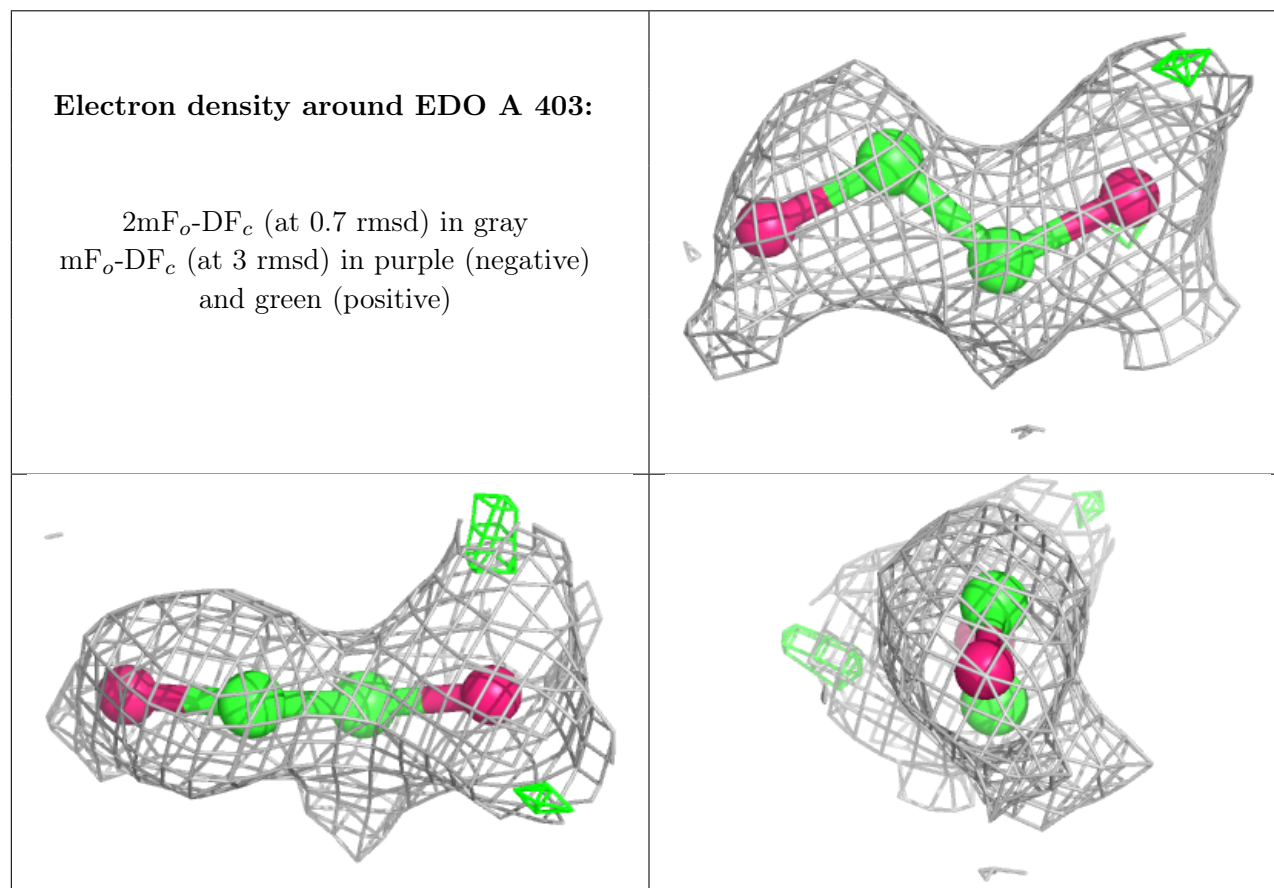 Electron density around EDO A 403:
2mFo-DFc (at 0.7 rmsd) in gray
mFo-DFc (at 3 rmsd) in purple (negative)
and green (positive)